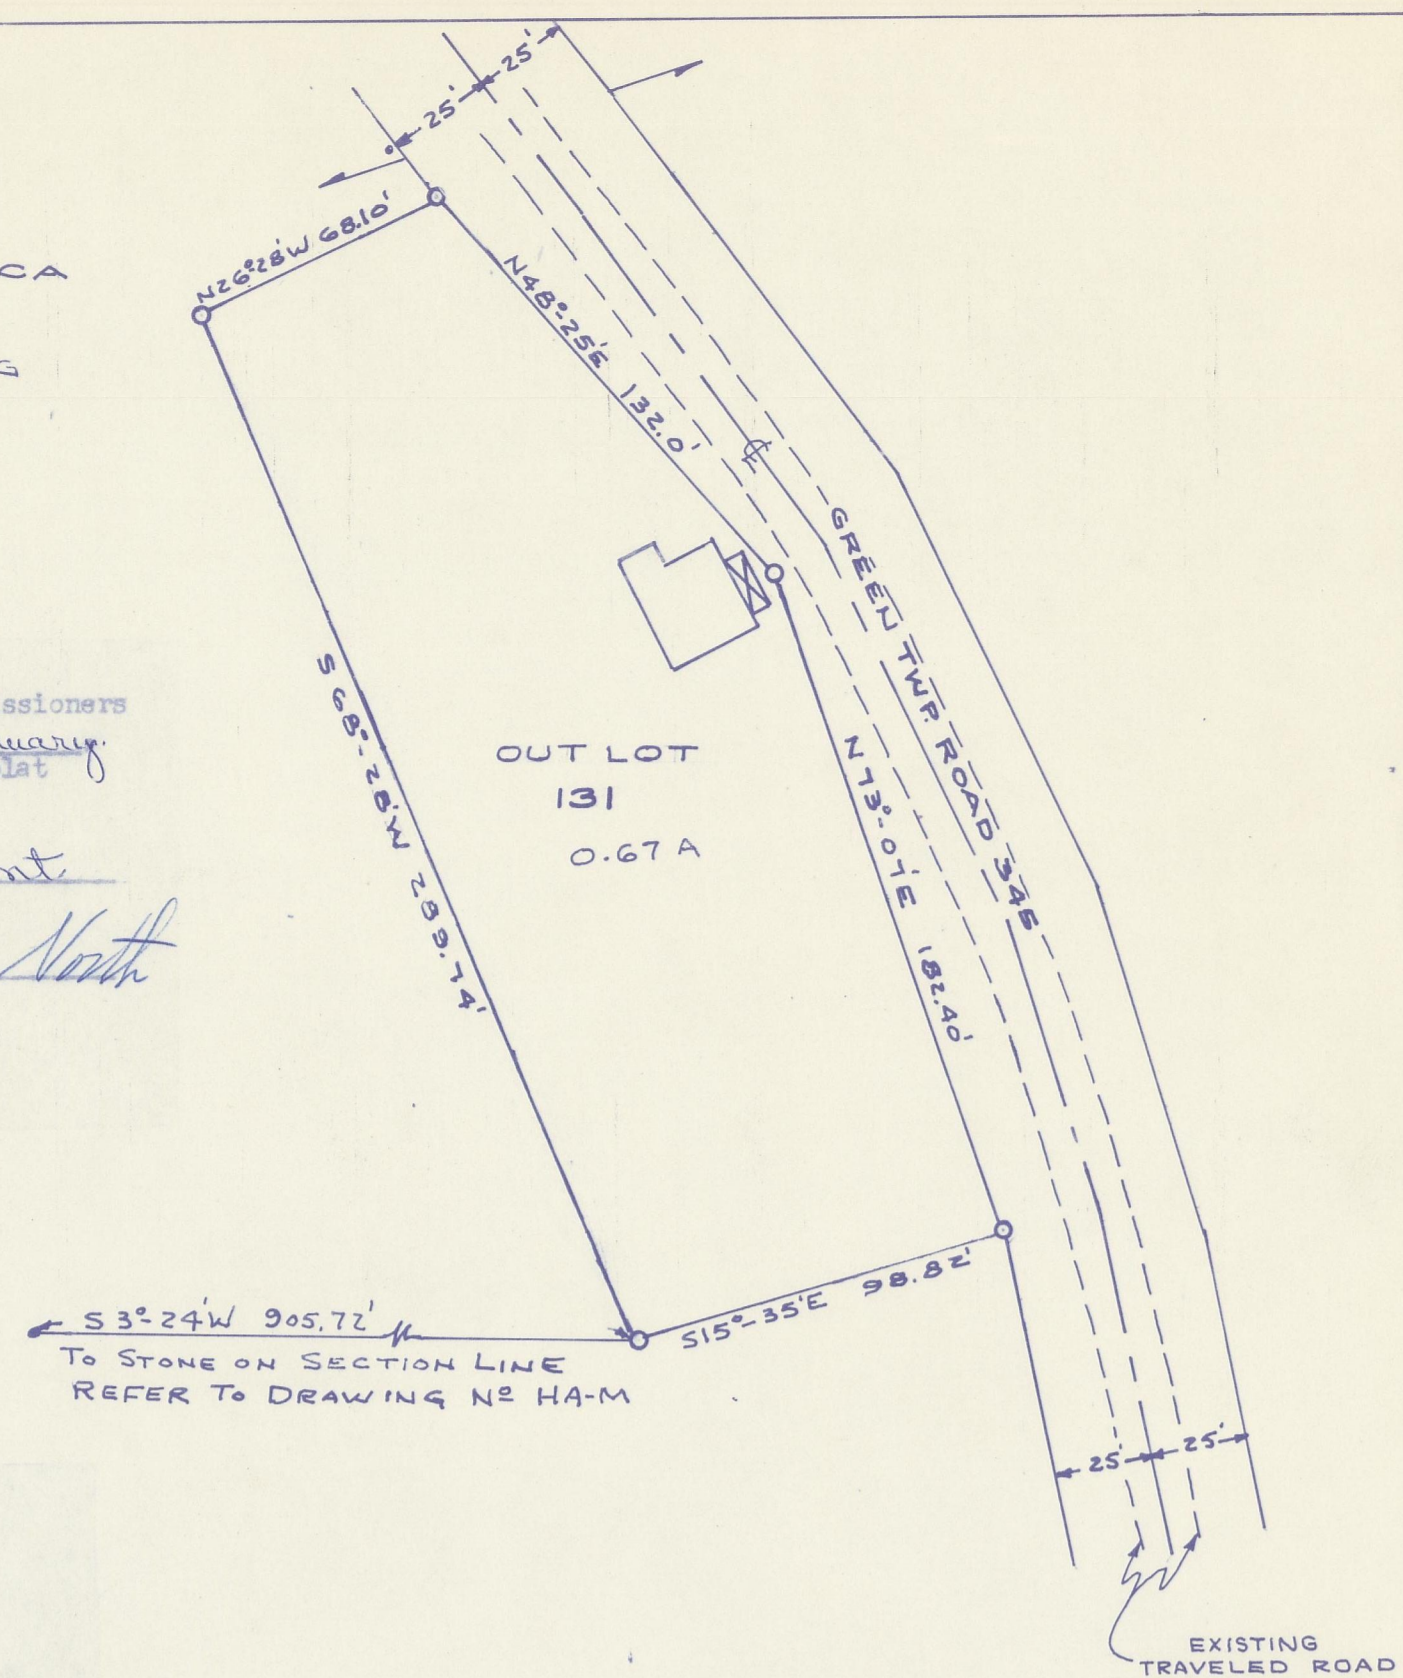 25'
25'
CA
N26°-28'W 68.10'
G
N48°-25'E 132.0'
℄
GREEN TWP. ROAD 345
ssioners
nuary.
lat
S 68°-28'W 289.74'
OUT LOT
131
0.67 A
N 73°-07'E 182.40'
nt
North
S 3°-24'W 905.72'
S15°-35'E 98.82'
TO STONE ON SECTION LINE
REFER TO DRAWING Nº HA-M
25'
25'
EXISTING
TRAVELED ROAD